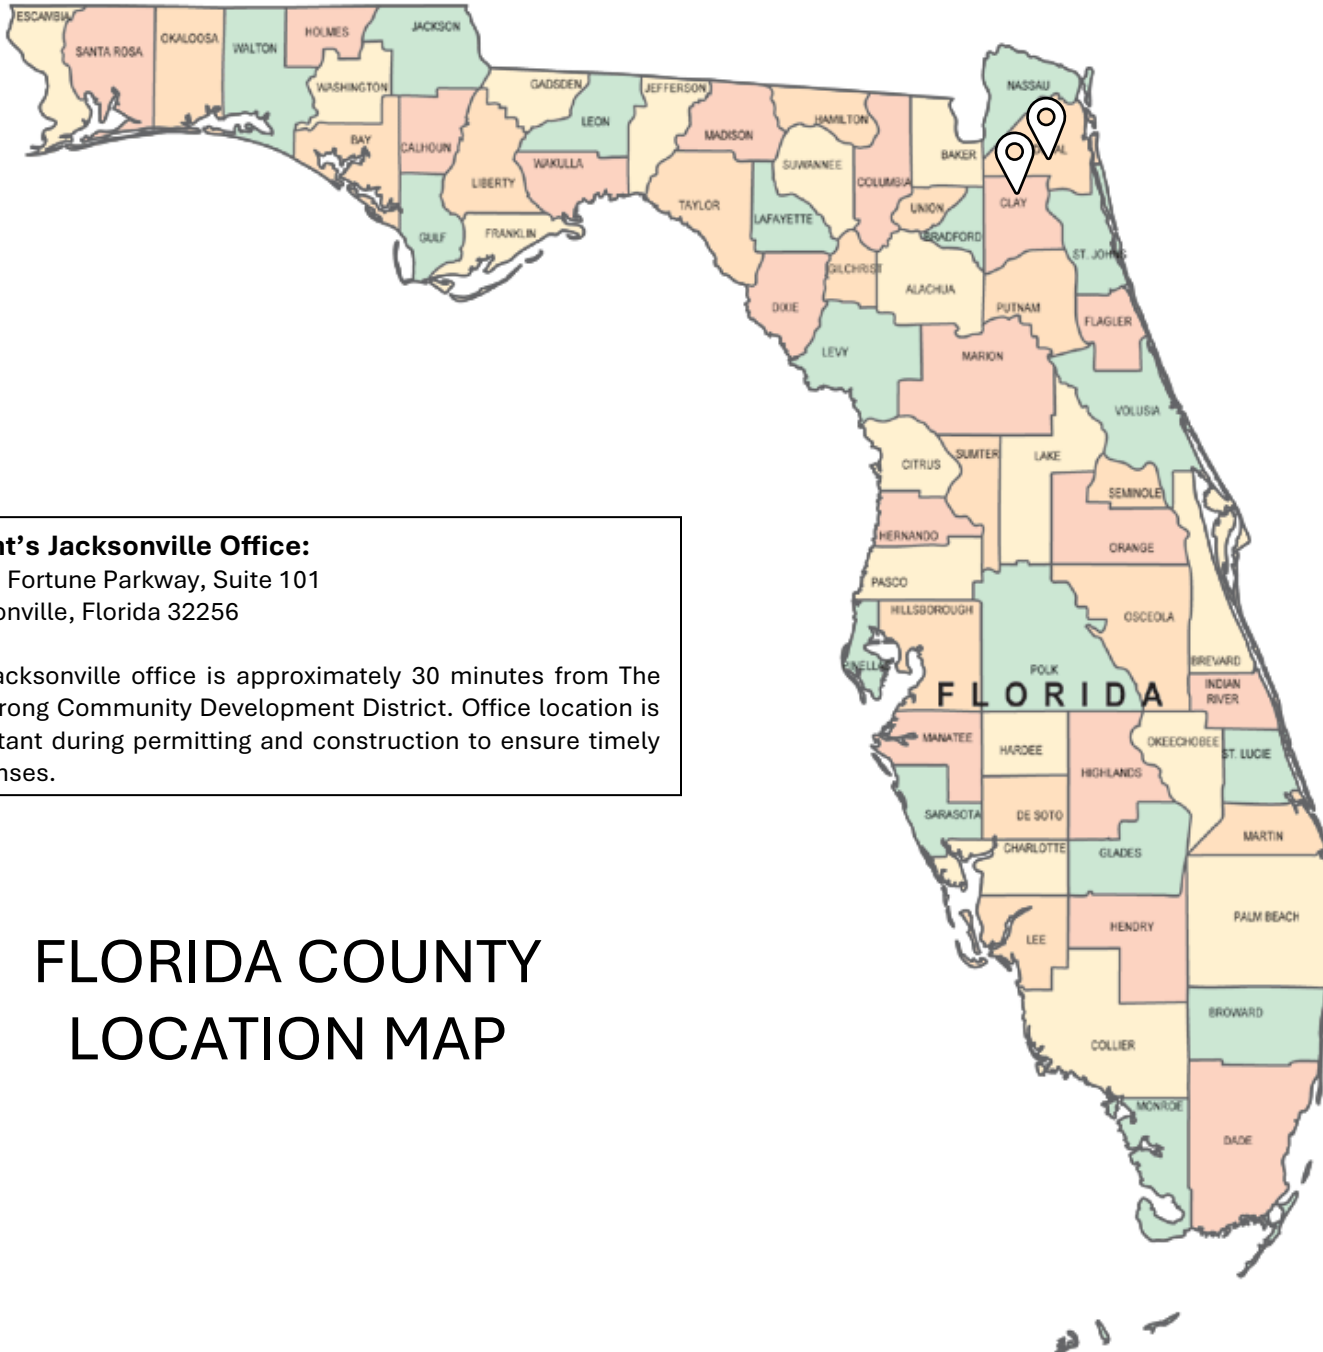 ESCAMBIA
SANTA ROSA
OKALOOSA
WALTON
HOLMES
JACKSON
WASHINGTON
BAY
CALHOUN
GULF
LIBERTY
GADSDEN
LEON
WAKULLA
FRANKLIN
JEFFERSON
MADISON
TAYLOR
HAMILTON
SUWANNEE
LAFAYETTE
DIXIE
COLUMBIA
GILCHRIST
BAKER
UNION
BRADFORD
ALACHUA
LEVY
NASSAU
CLAY
ST. JOHNS
PUTNAM
FLAGLER
MARION
VOLUSIA
CITRUS
SUMTER
LAKE
SEMINOLE
HERNANDO
ORANGE
PASCO
HILLSBOROUGH
PINELLAS
POLK
OSCEOLA
BREVARD
INDIAN
RIVER
FLORIDA
MANATEE
HARDEE
HIGHLANDS
OKEECHOBEE
ST. LUCIE
SARASOTA
DE SOTO
MARTIN
CHARLOTTE
GLADES
LEE
HENDRY
PALM BEACH
COLLIER
BROWARD
MONROE
DADE
nt’s Jacksonville Office:
Fortune Parkway, Suite 101
onville, Florida 32256
acksonville office is approximately 30 minutes from The
rong Community Development District. Office location is
tant during permitting and construction to ensure timely
nses.
FLORIDA COUNTY
LOCATION MAP